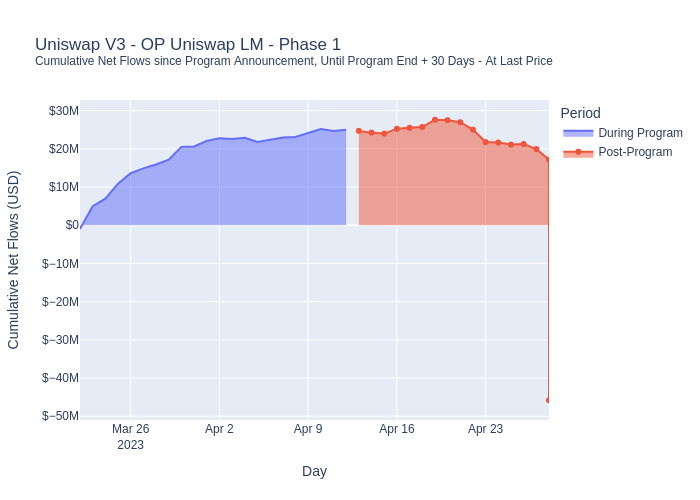 Uniswap V3 - OP Uniswap LM - Phase 1
Cumulative Net Flows since Program Announcement, Until Program End + 30 Days - At Last Price
Period
During Program
Post-Program
$30M
$20M
$10M
$0
$−10M
$−20M
$−30M
$−40M
$−50M
Cumulative Net Flows (USD)
Mar 26
2023
Apr 2
Apr 9
Apr 16
Apr 23
Day